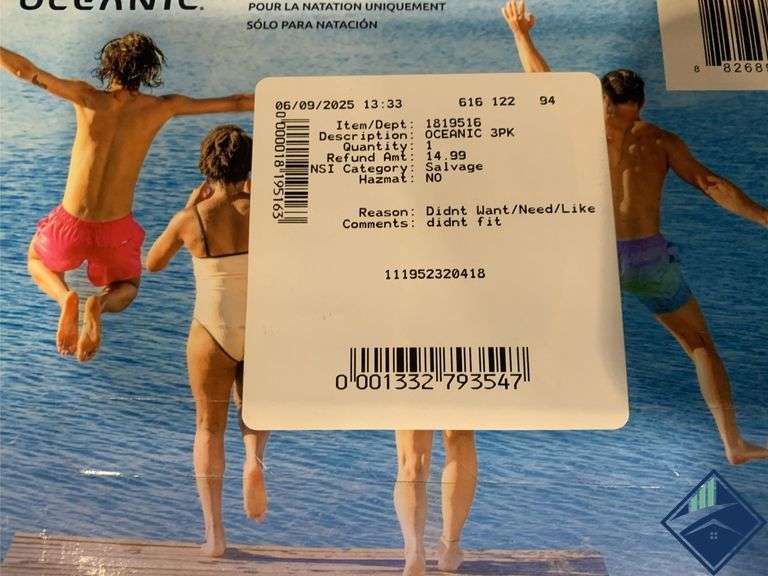 OCEANIC.
POUR LA NATATION UNIQUEMENT
SÓLO PARA NATACIÓN
8 8268
06/09/2025 13:33 616 122 94
Item/Dept: 1819516
Description: OCEANIC 3PK
Quantity: 1
Refund Amt: 14.99
NSI Category: Salvage
Hazmat: NO
Reason: Didnt Want/Need/Like
Comments: didnt fit
111952320418
0 001332 793547